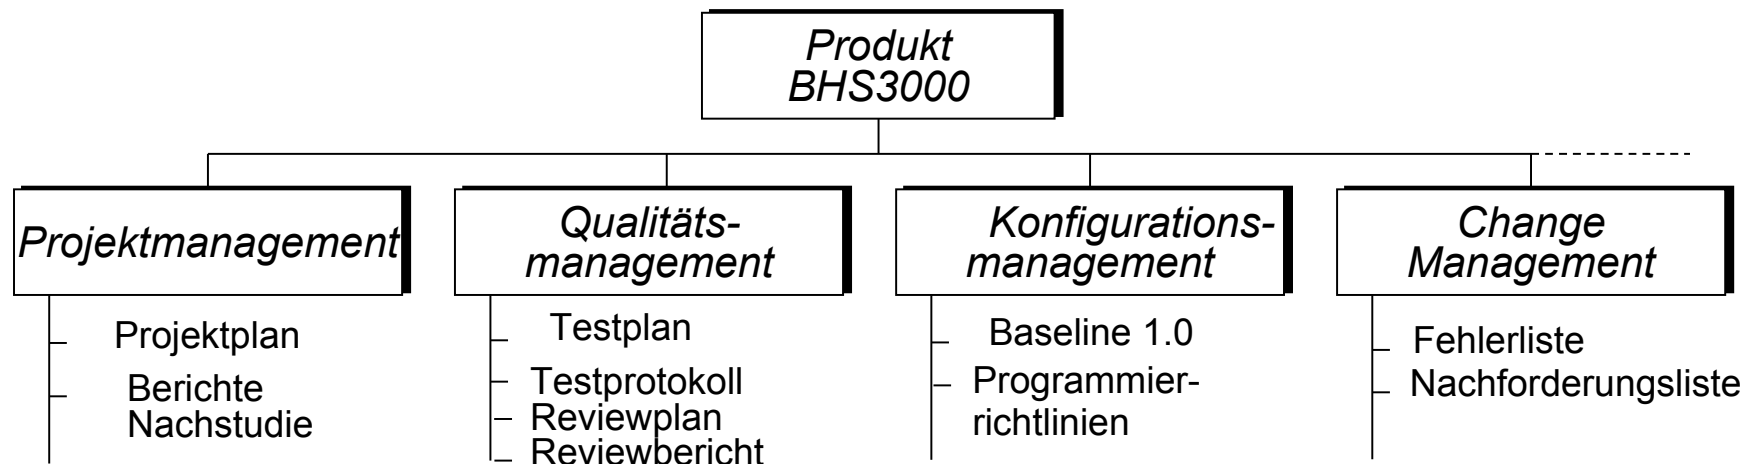 Produkt
BHS3000
Projektmanagement
Qualitäts-
management
Konfigurations-
management
Change
Management
Projektplan
Berichte
Nachstudie
Testplan
Testprotokoll
Reviewplan
Reviewbericht
Baseline 1.0
Programmier-
richtlinien
Fehlerliste
Nachforderungsliste